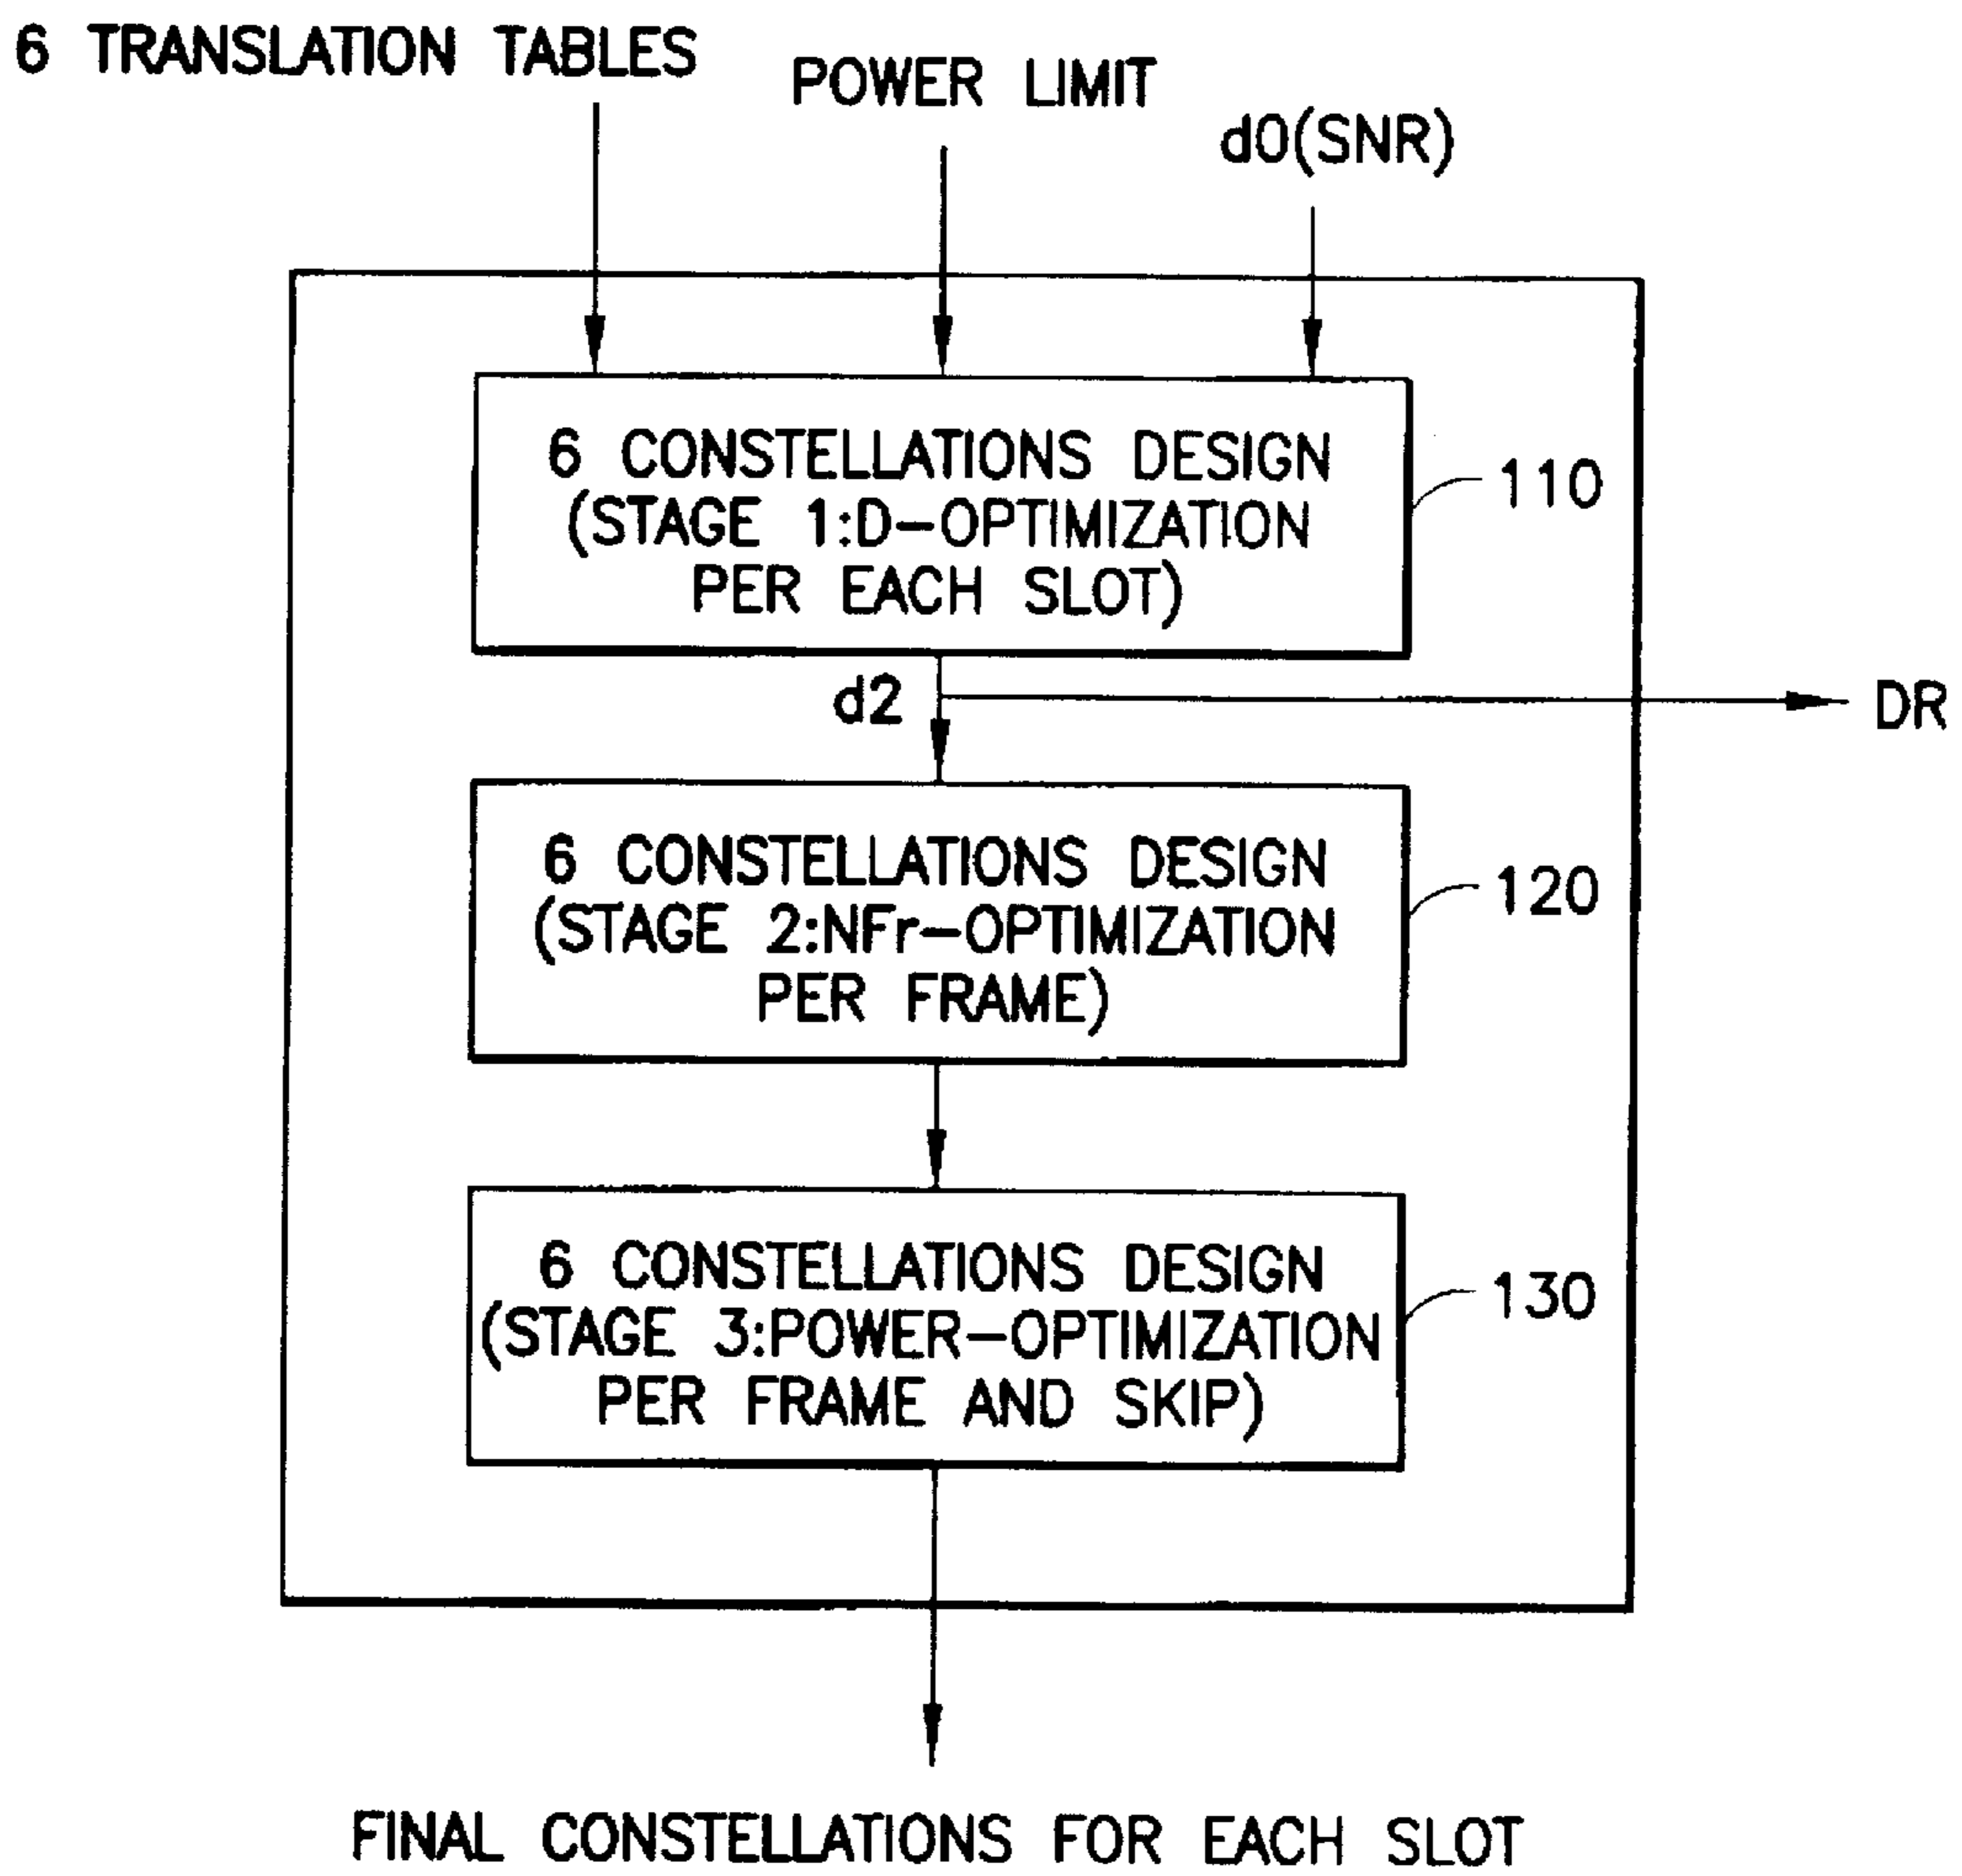 6 TRANSLATION TABLES
POWER LIMIT
d0(SNR)
6 CONSTELLATIONS DESIGN
(STAGE 1:D-OPTIMIZATION
PER EACH SLOT)
110
d2
DR
6 CONSTELLATIONS DESIGN
(STAGE 2:NFr-OPTIMIZATION
PER FRAME)
120
6 CONSTELLATIONS DESIGN
(STAGE 3:POWER-OPTIMIZATION
PER FRAME AND SKIP)
130
FINAL CONSTELLATIONS FOR EACH SLOT